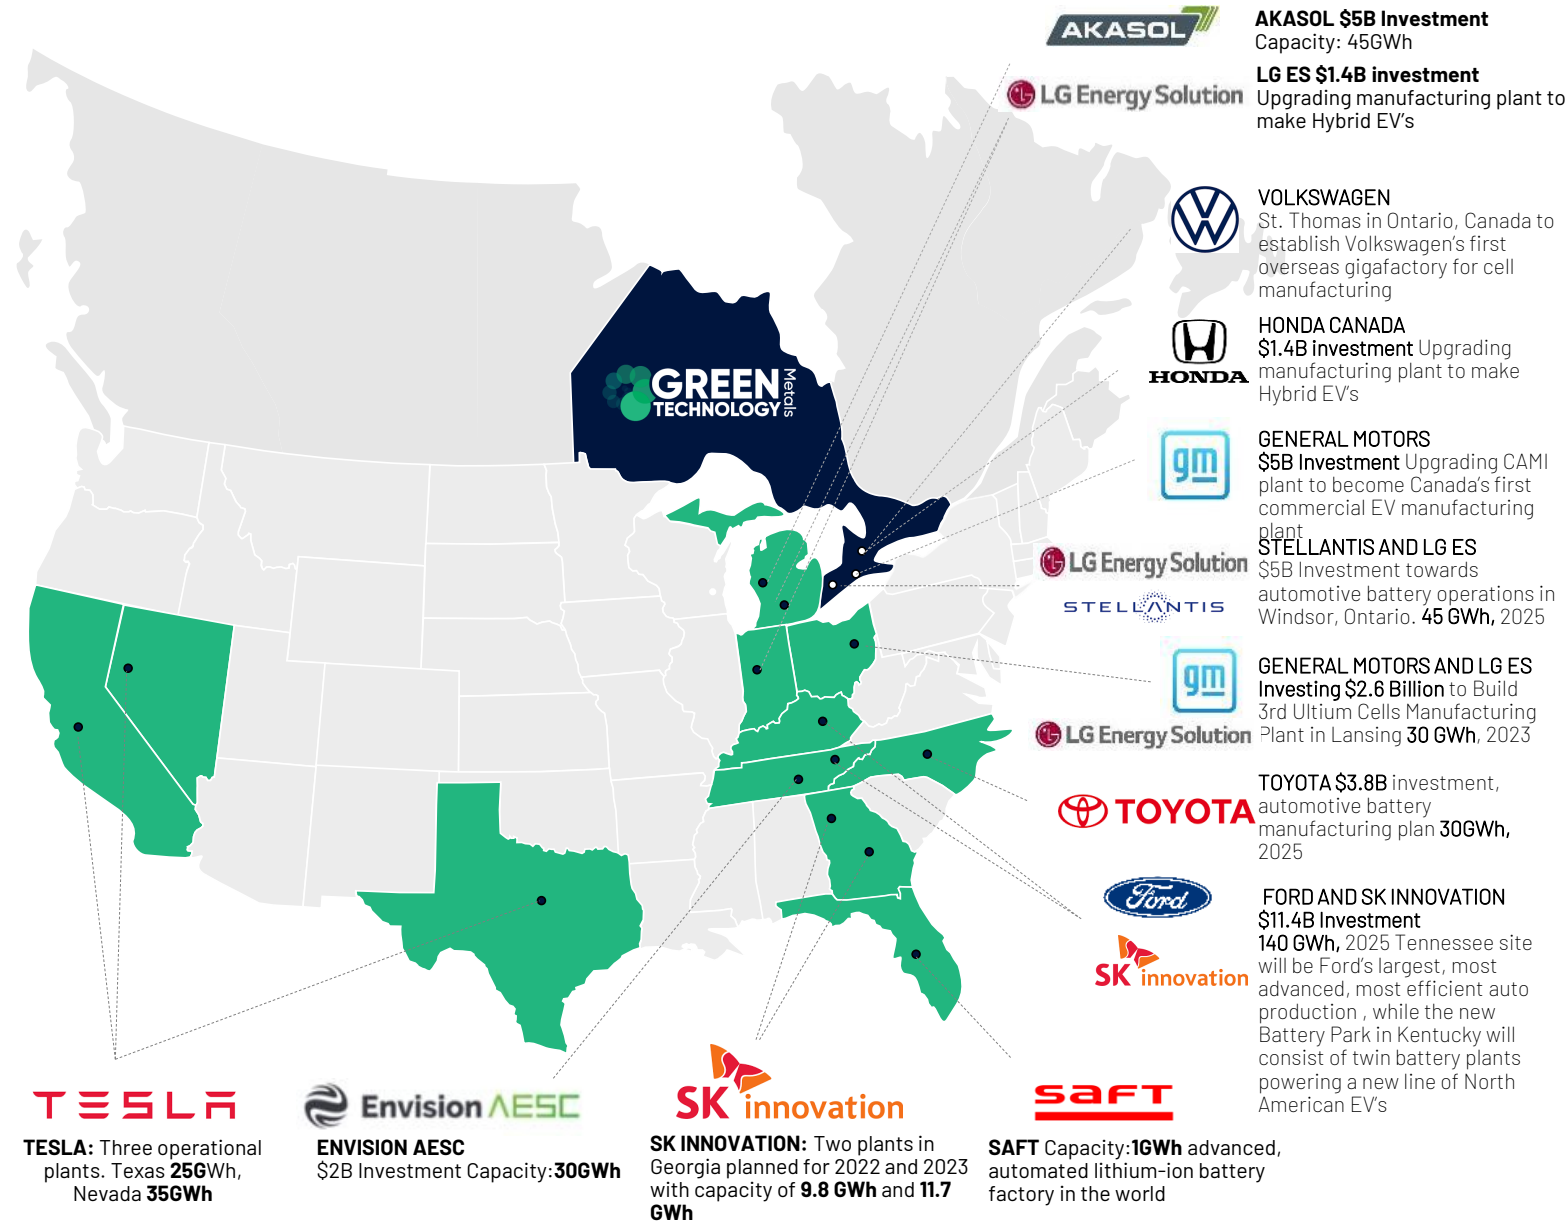 AKASOL
AKASOL $5B Investment
Capacity: 45GWh
LG Energy Solution
LG ES $1.4B investment
Upgrading manufacturing plant to
make Hybrid EV's
VOLKSWAGEN
St. Thomas in Ontario, Canada to
establish Volkswagen's first
overseas gigafactory for cell
manufacturing
HONDA
HONDA CANADA
$1.4B investment Upgrading
manufacturing plant to make
Hybrid EV's
GREEN
TECHNOLOGY
Metals
gm
GENERAL MOTORS
$5B Investment Upgrading CAMI
plant to become Canada's first
commercial EV manufacturing
plant
LG Energy Solution
STELLANTIS
STELLANTIS AND LG ES
$5B Investment towards
automotive battery operations in
Windsor, Ontario. 45 GWh, 2025
gm
LG Energy Solution
GENERAL MOTORS AND LG ES
Investing $2.6 Billion to Build
3rd Ultium Cells Manufacturing
Plant in Lansing 30 GWh, 2023
TOYOTA
TOYOTA $3.8B investment,
automotive battery
manufacturing plan 30GWh,
2025
Ford
SK innovation
FORD AND SK INNOVATION
$11.4B Investment
140 GWh, 2025 Tennessee site
will be Ford's largest, most
advanced, most efficient auto
production , while the new
Battery Park in Kentucky will
consist of twin battery plants
powering a new line of North
American EV's
TESLA
TESLA: Three operational
plants. Texas 25GWh,
Nevada 35GWh
Envision AESC
ENVISION AESC
$2B Investment Capacity:30GWh
SK innovation
SK INNOVATION: Two plants in
Georgia planned for 2022 and 2023
with capacity of 9.8 GWh and 11.7
GWh
saft
SAFT Capacity:1GWh advanced,
automated lithium-ion battery
factory in the world